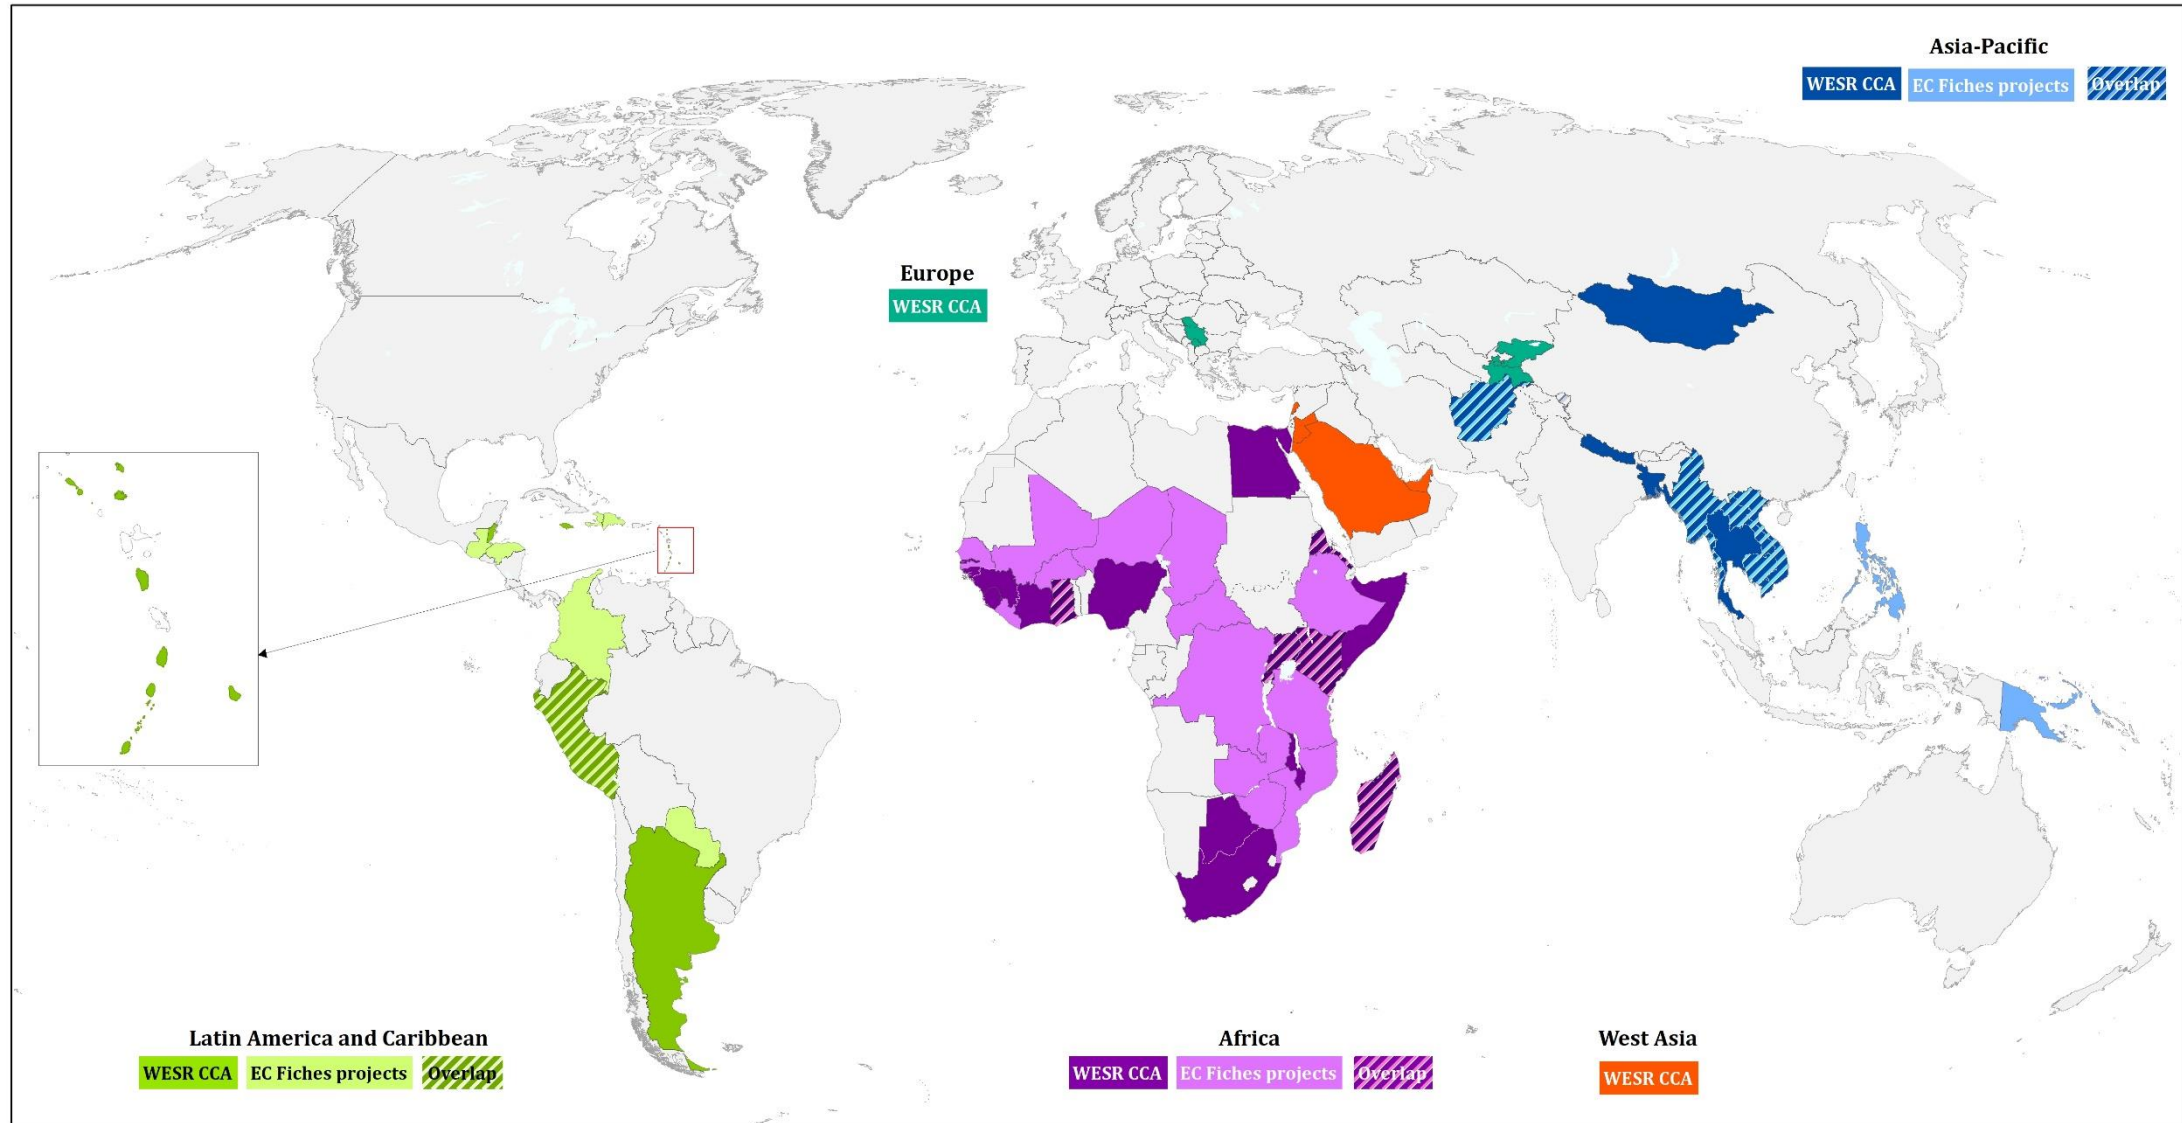 Asia-Pacific
WESR CCA EC Fiches projects Overlap
Europe
WESR CCA
Latin America and Caribbean
WESR CCA EC Fiches projects Overlap
Africa
WESR CCA EC Fiches projects Overlap
West Asia
WESR CCA